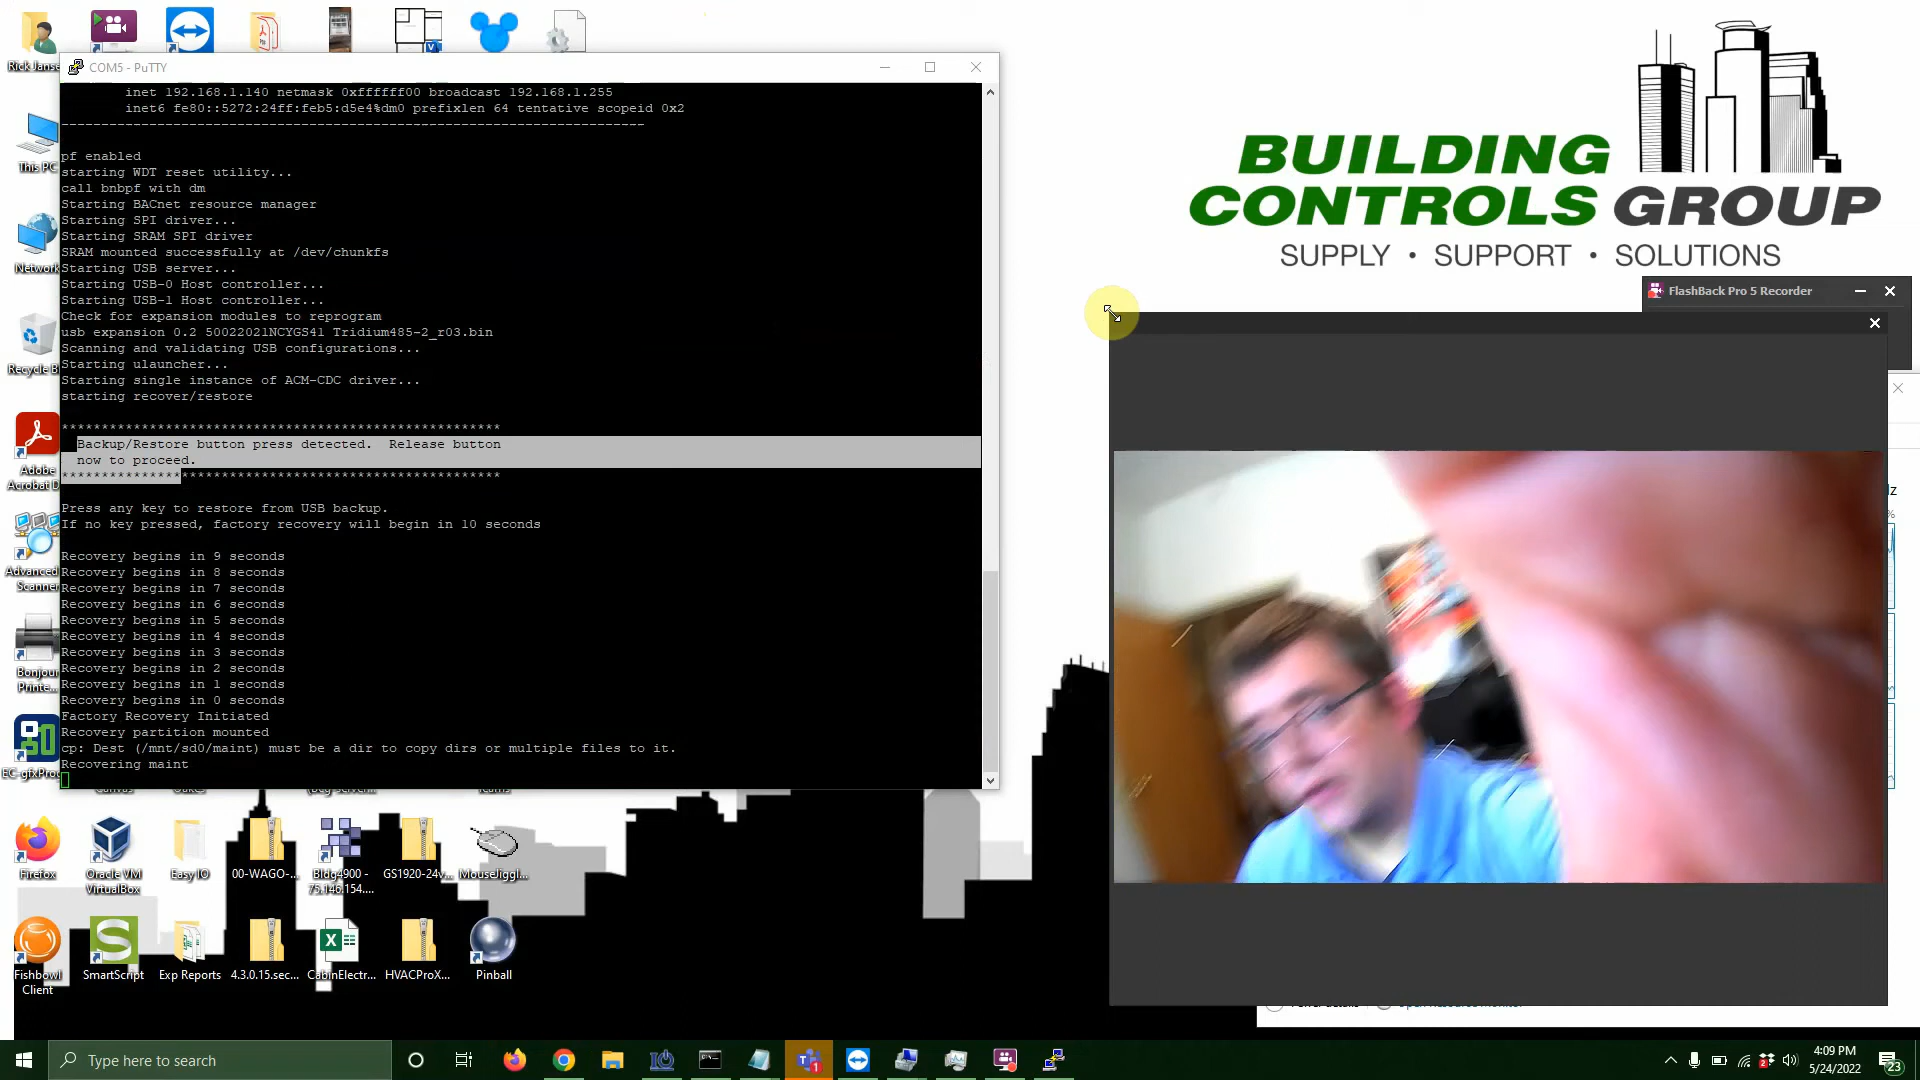 Rick Janse
This PC
Network
Recycle B
Adobe
Acrobat D
Advanced
Scanner
Bonjour
Printe...
EC-gfxPro
COM5 - PuTTY
inet 192.168.1.140 netmask 0xffffff00 broadcast 192.168.1.255
inet6 fe80::5272:24ff:feb5:d5e4%dm0 prefixlen 64 tentative scopeid 0x2
--------------------------------------------------------------------------------
pf enabled
starting WDT reset utility...
call bnbpf with dm
Starting BACnet resource manager
Starting SPI driver...
Starting SRAM SPI driver
SRAM mounted successfully at /dev/chunkfs
Starting USB server...
Starting USB-0 Host controller...
Starting USB-1 Host controller...
Check for expansion modules to reprogram
usb expansion 0.2 50022021NCYGS41 Tridium485-2_r03.bin
Scanning and validating USB configurations...
Starting ulauncher...
Starting single instance of ACM-CDC driver...
starting recover/restore
*******************************************************
Backup/Restore button press detected.  Release button
now to proceed.
*******************************************************
Press any key to restore from USB backup.
If no key pressed, factory recovery will begin in 10 seconds
Recovery begins in 9 seconds
Recovery begins in 8 seconds
Recovery begins in 7 seconds
Recovery begins in 6 seconds
Recovery begins in 5 seconds
Recovery begins in 4 seconds
Recovery begins in 3 seconds
Recovery begins in 2 seconds
Recovery begins in 1 seconds
Recovery begins in 0 seconds
Factory Recovery Initiated
Recovery partition mounted
cp: Dest (/mnt/sd0/maint) must be a dir to copy dirs or multiple files to it.
Recovering maint
BUILDING
CONTROLS GROUP
SUPPLY • SUPPORT • SOLUTIONS
FlashBack Pro 5 Recorder
Firefox
Oracle VM
VirtualBox
Easy IO
00-WAGO-...
Bldg4900 -
75.146.154....
GS1920-24v...
MouseJiggl...
Fishbowl
Client
SmartScript
Exp Reports
4.3.0.15.sec...
CabinElectr...
HVACProX...
Pinball
Type here to search
4:09 PM
5/24/2022
23